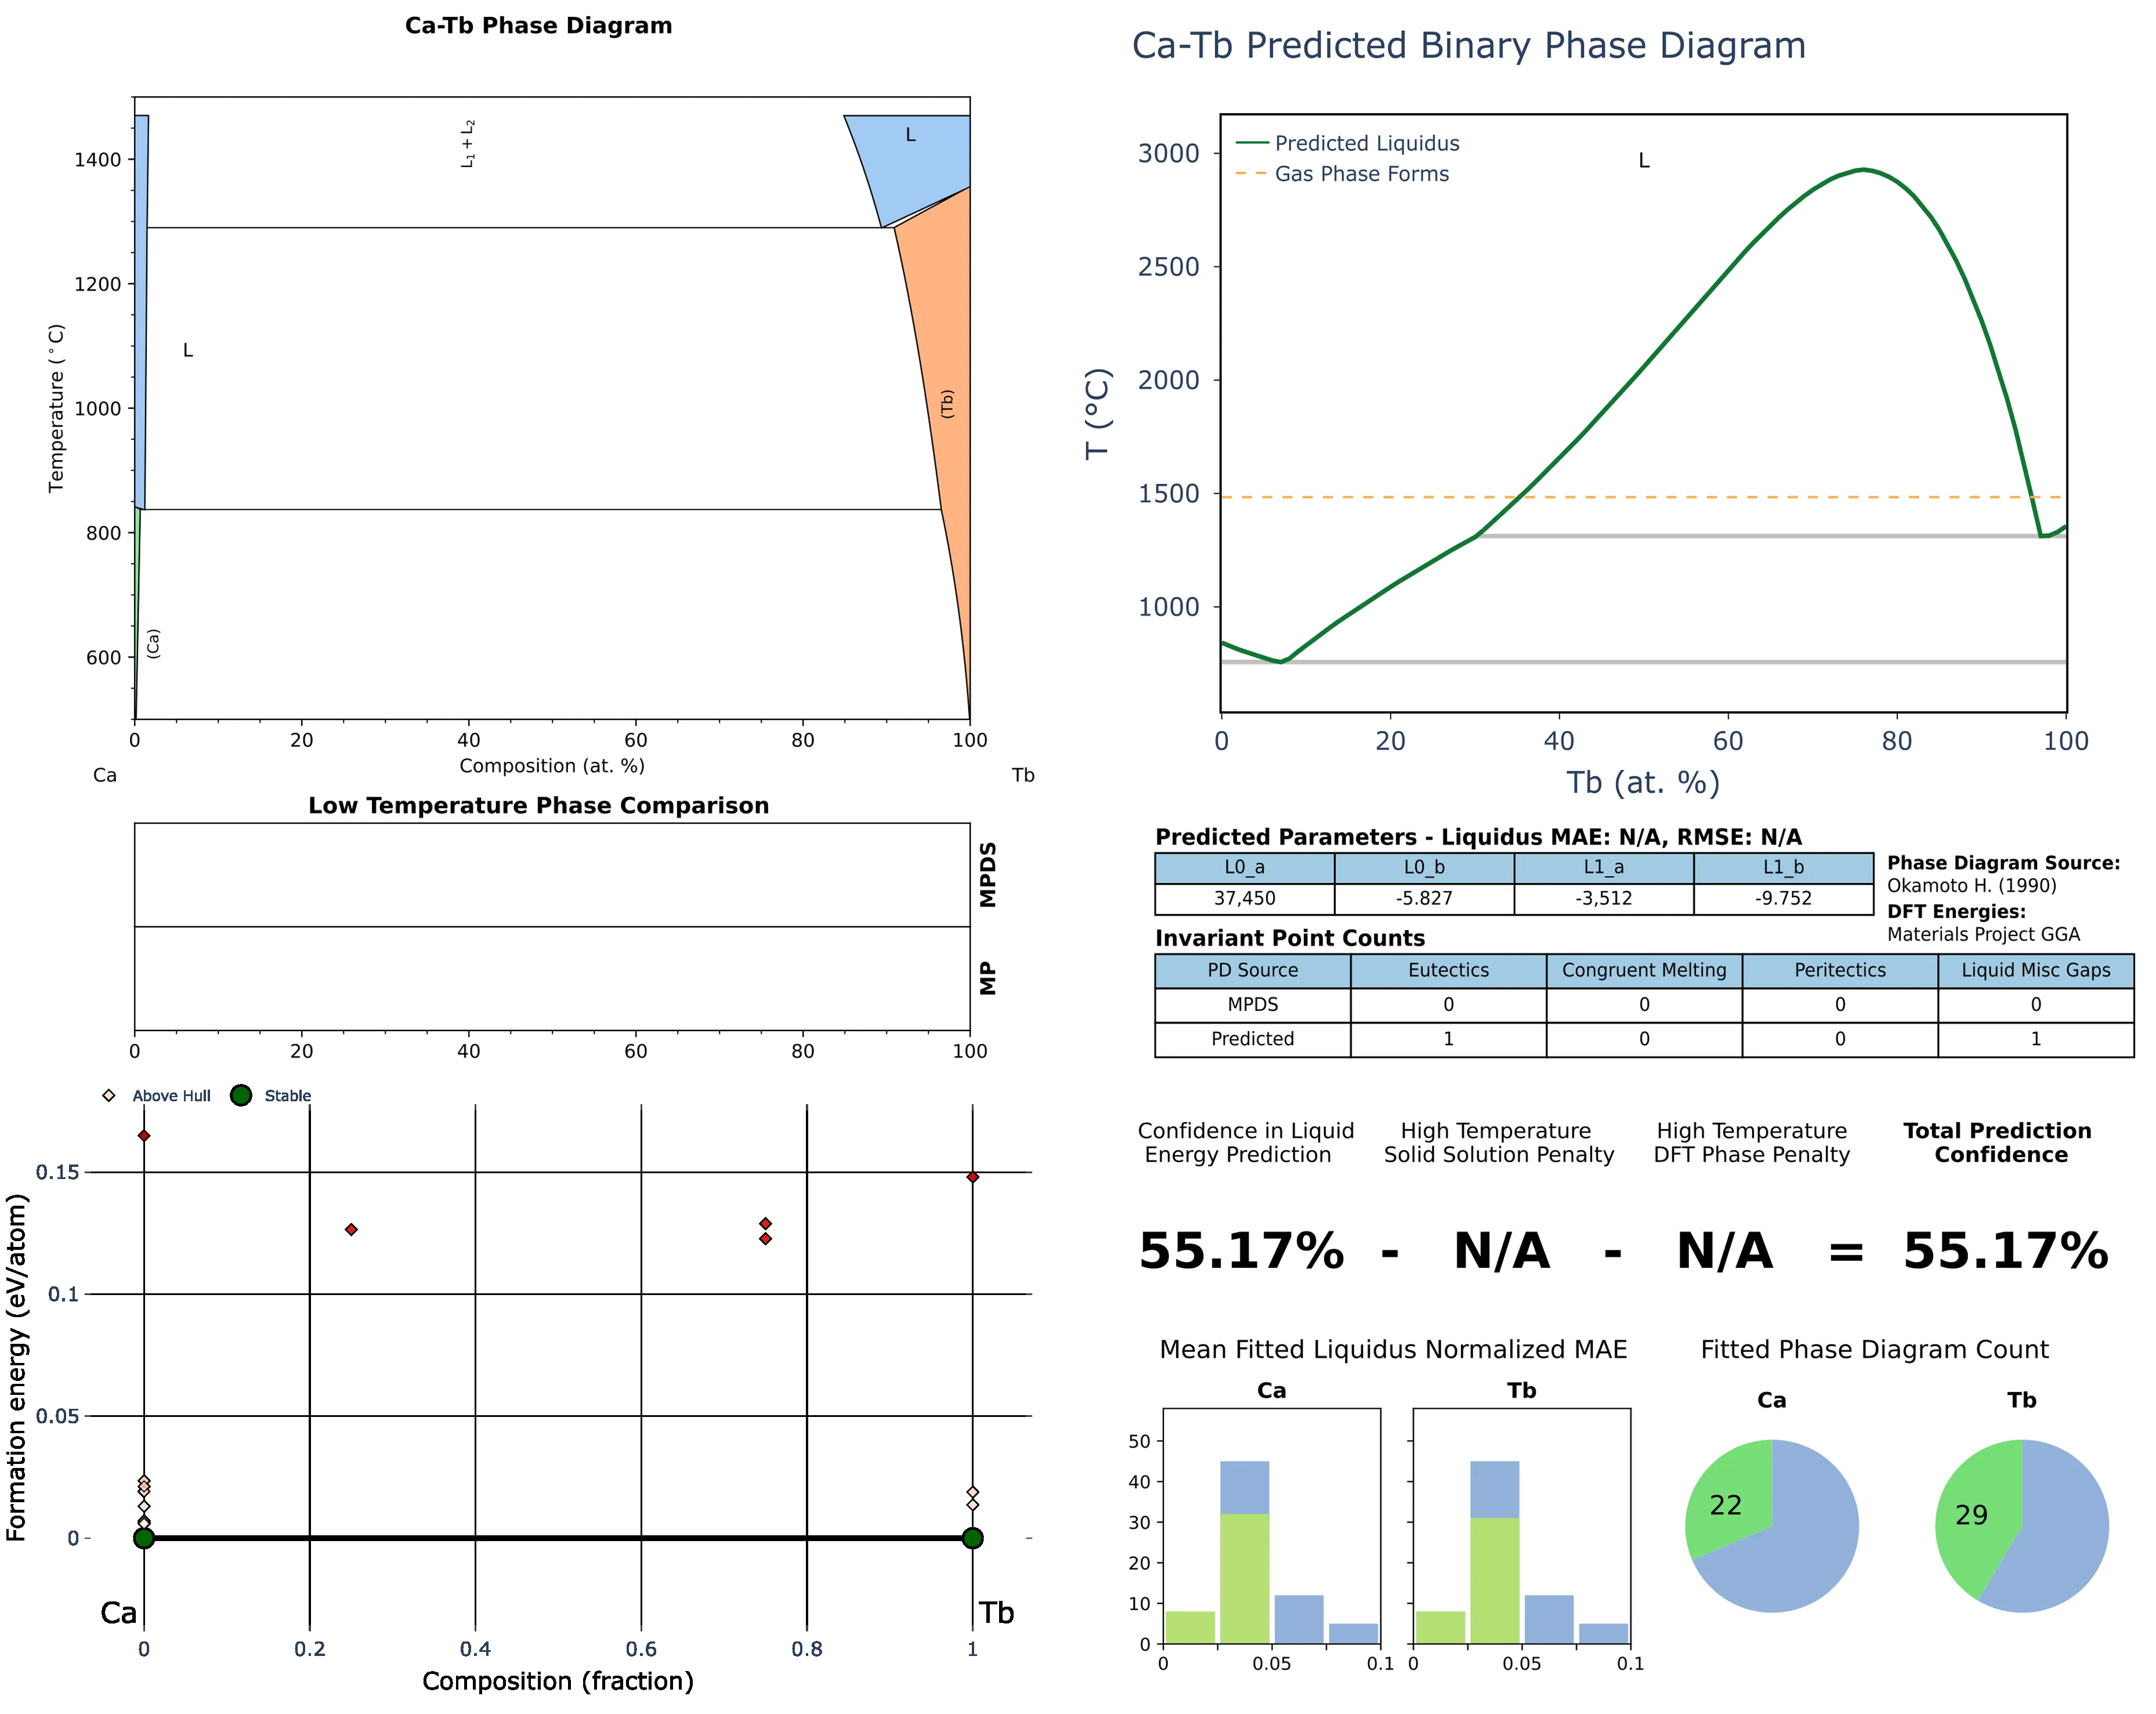 Ca-Tb Phase Diagram
L₁ + L₂
L
L
(Tb)
(Ca)
Temperature (°C)
1400
1200
1000
800
600
0 20 40 60 80 100
Composition (at. %)
Ca Tb
Low Temperature Phase Comparison
MPDS
MP
0 20 40 60 80 100
Above Hull Stable
Formation energy (eV/atom)
0.15
0.1
0.05
0
Ca Tb
0 0.2 0.4 0.6 0.8 1
Composition (fraction)
Ca-Tb Predicted Binary Phase Diagram
Predicted Liquidus
Gas Phase Forms
L
T (°C)
3000
2500
2000
1500
1000
0 20 40 60 80 100
Tb (at. %)
Predicted Parameters - Liquidus MAE: N/A, RMSE: N/A
L0_a L0_b L1_a L1_b
37,450 -5.827 -3,512 -9.752
Phase Diagram Source:
Okamoto H. (1990)
DFT Energies:
Materials Project GGA
Invariant Point Counts
PD Source Eutectics Congruent Melting Peritectics Liquid Misc Gaps
MPDS 0 0 0 0
Predicted 1 0 0 1
Confidence in Liquid
Energy Prediction
High Temperature
Solid Solution Penalty
High Temperature
DFT Phase Penalty
Total Prediction
Confidence
55.17% - N/A - N/A = 55.17%
Mean Fitted Liquidus Normalized MAE
Ca Tb
50
40
30
20
10
0
0 0.05 0.1 0 0.05 0.1
Fitted Phase Diagram Count
Ca Tb
22 29